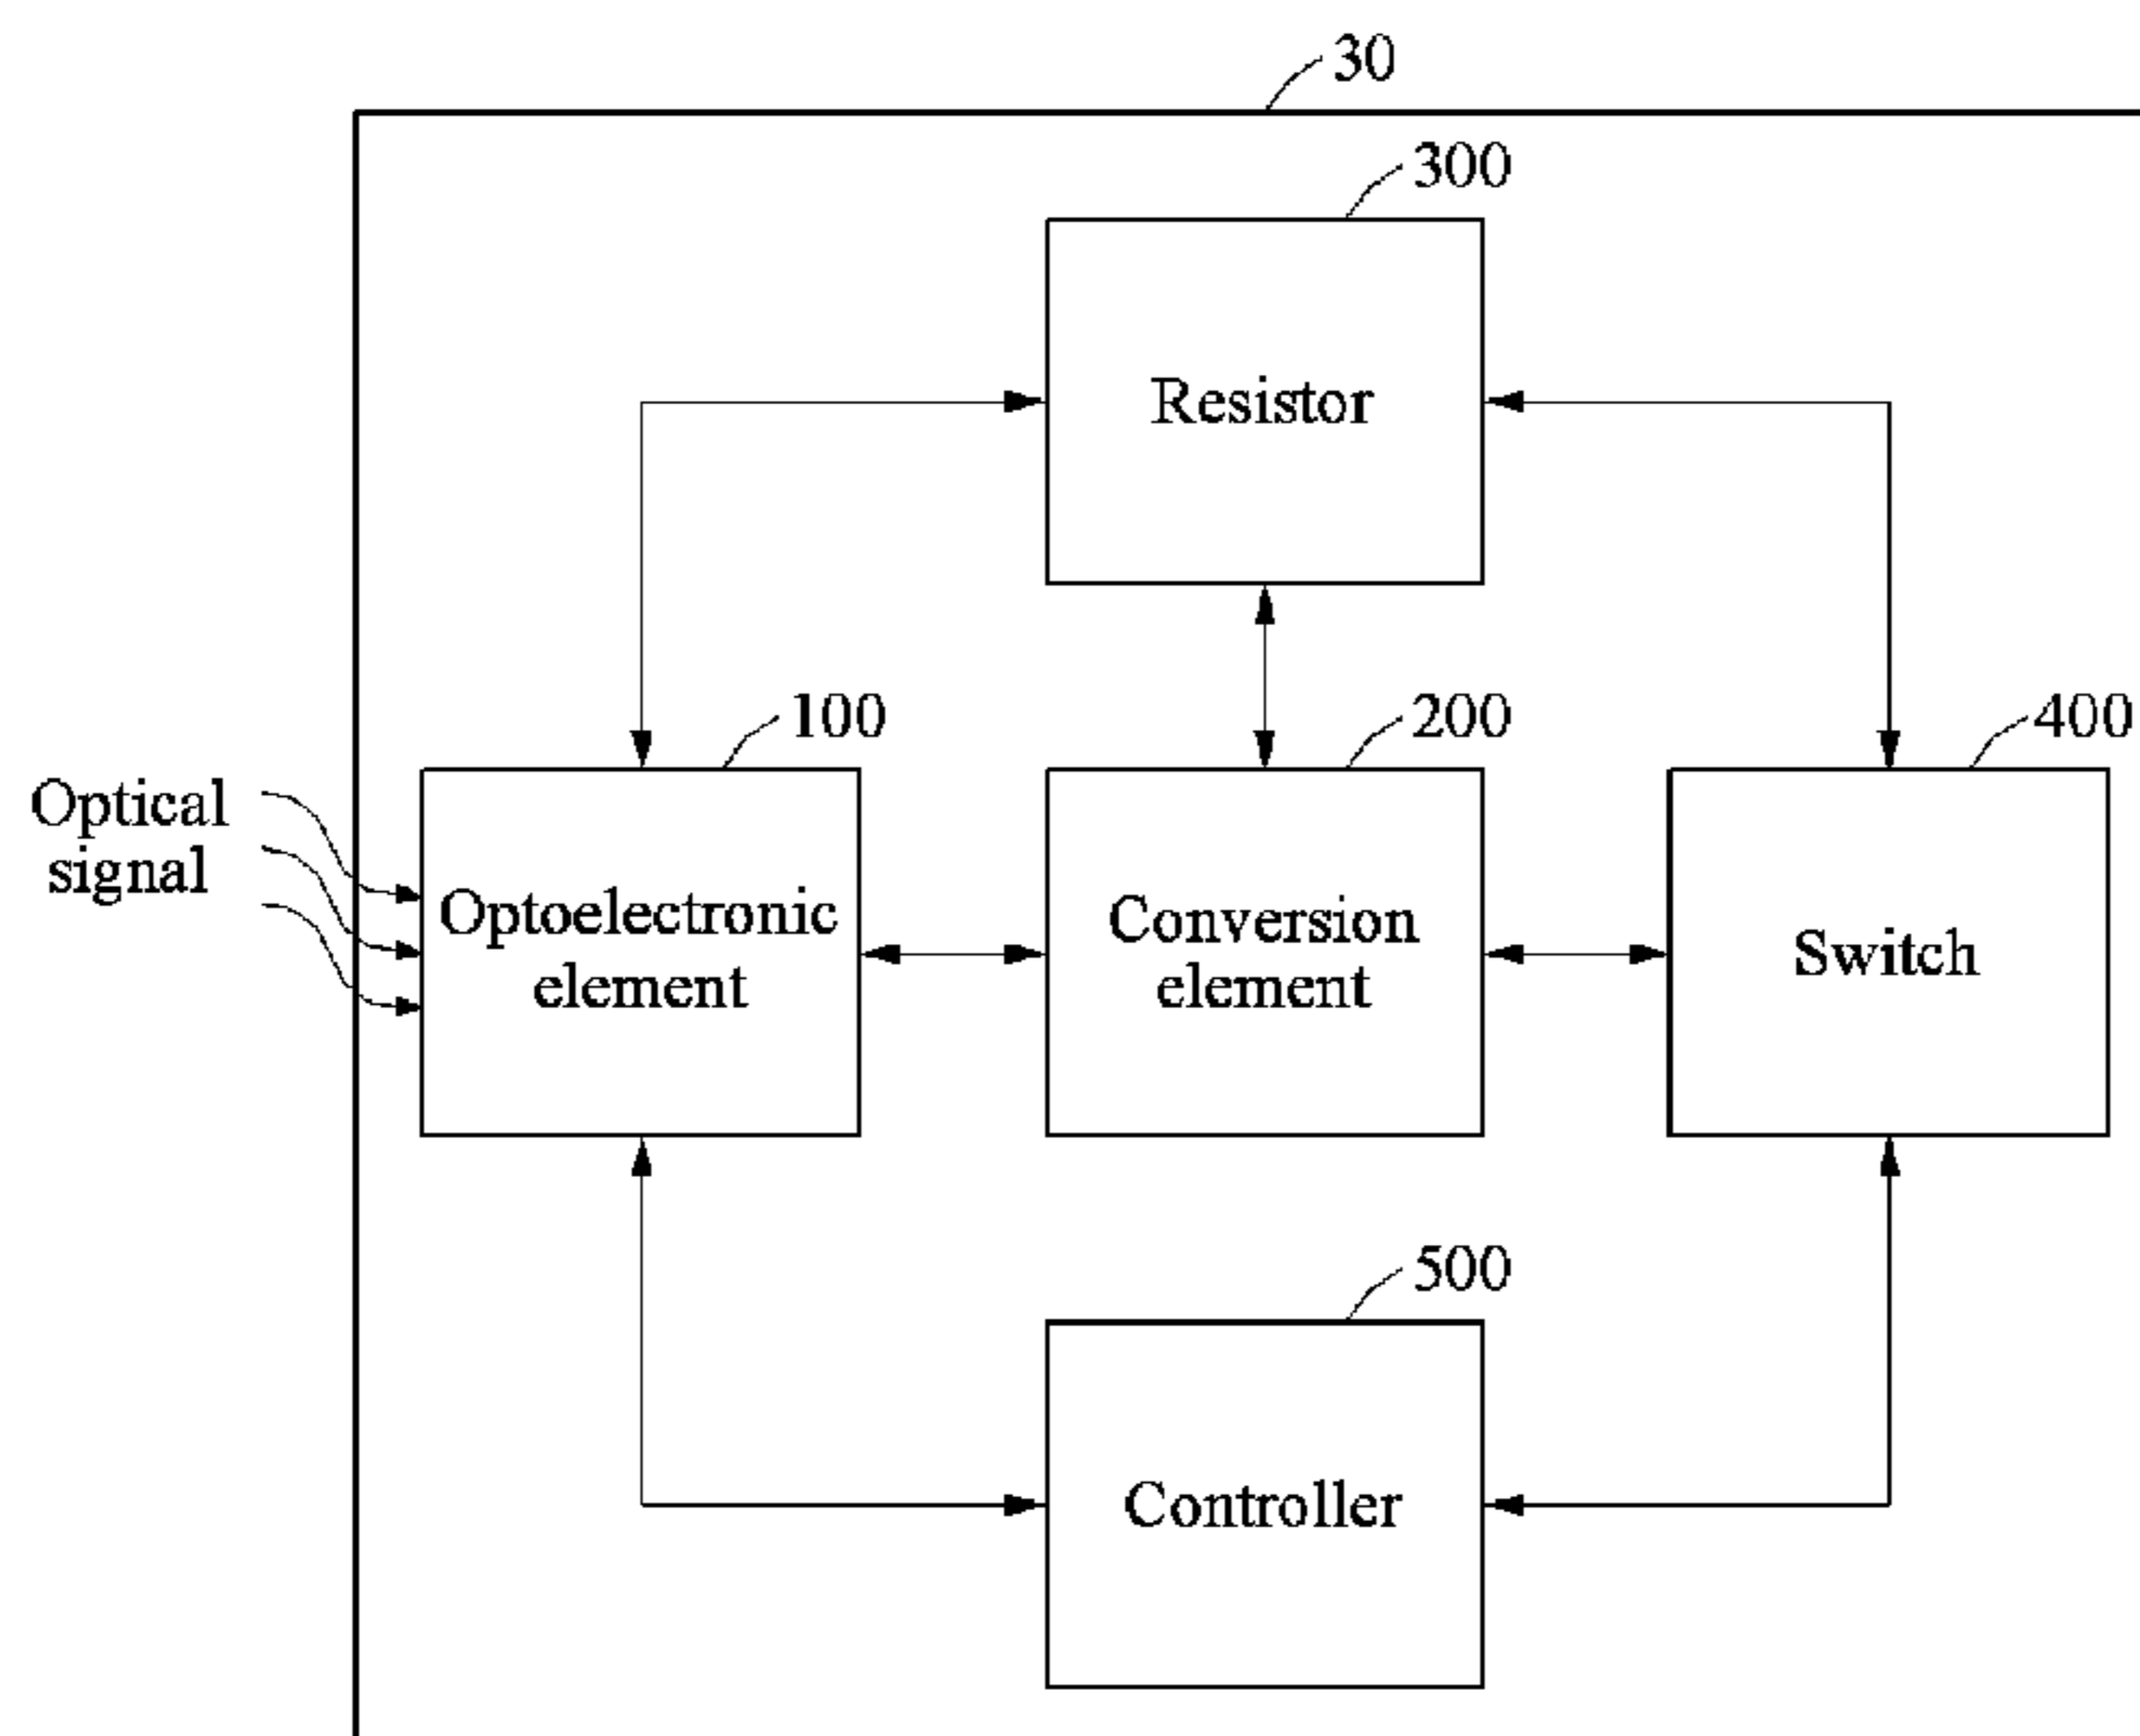 30
300
Resistor
100
200
400
Optical
signal
Optoelectronic
element
Conversion
element
Switch
500
Controller